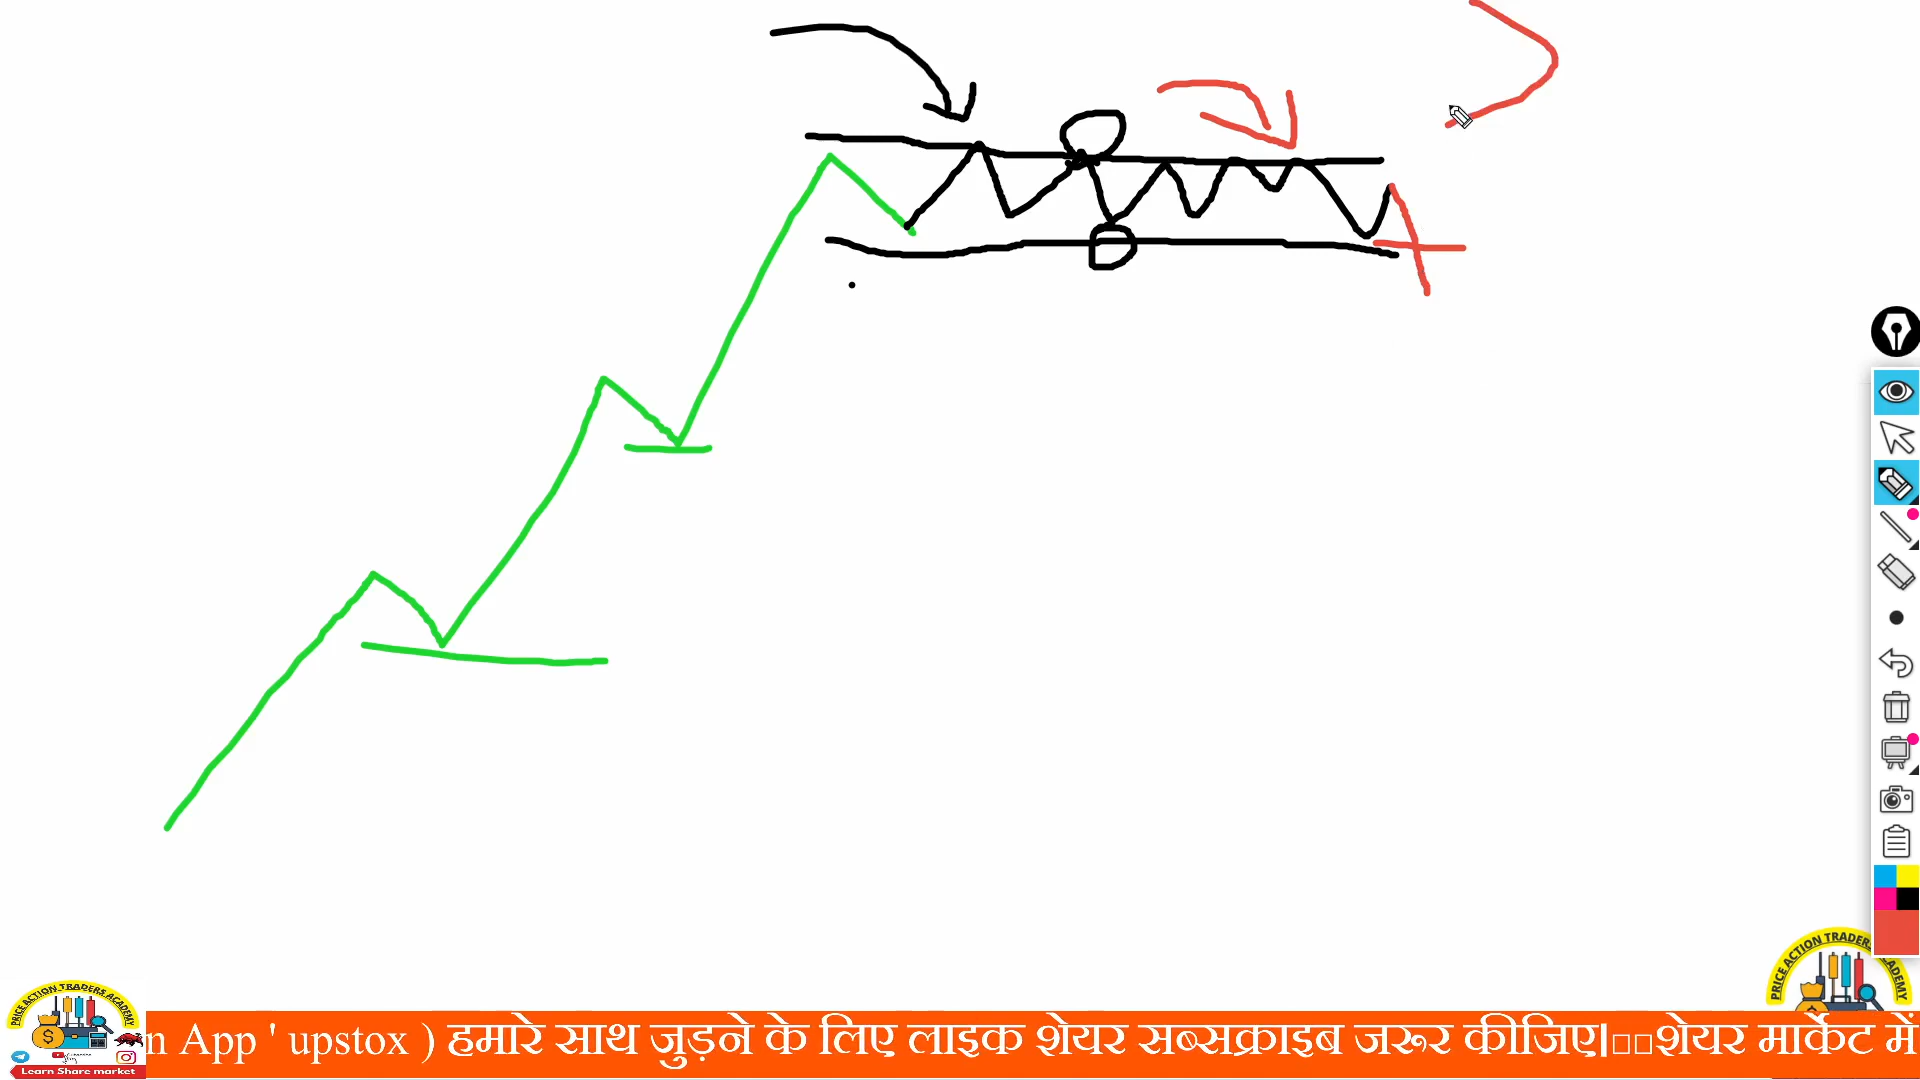 PRICE ACTION TRADERS ACADEMY
PRICE ACTION TRADERS ACADEMY
n App ' upstox ) हमारे साथ जुड़ने के लिए लाइक शेयर सब्सक्राइब जरूर कीजिए।□□शेयर मार्केट में
Learn Share market